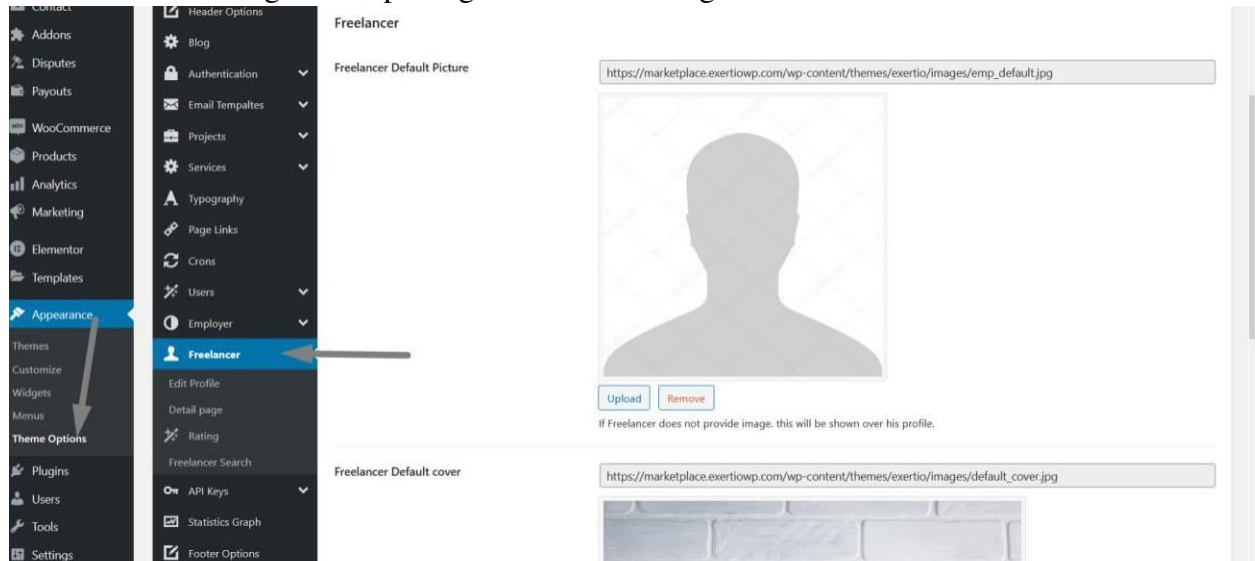 Contact
Addons
Disputes
Payouts
WooCommerce
Products
Analytics
Marketing
Elementor
Templates
Appearance
Themes
Customize
Widgets
Menus
Theme Options
Plugins
Users
Tools
Settings
Header Options
Blog
Authentication
Email Tempaltes
Projects
Services
Typography
Page Links
Crons
Users
Employer
Freelancer
Edit Profile
Detail page
Rating
Freelancer Search
API Keys
Statistics Graph
Footer Options
Freelancer
Freelancer Default Picture
https://marketplace.exertiowp.com/wp-content/themes/exertio/images/emp_default.jpg
Upload
Remove
If Freelancer does not provide image. this will be shown over his profile.
Freelancer Default cover
https://marketplace.exertiowp.com/wp-content/themes/exertio/images/default_cover.jpg